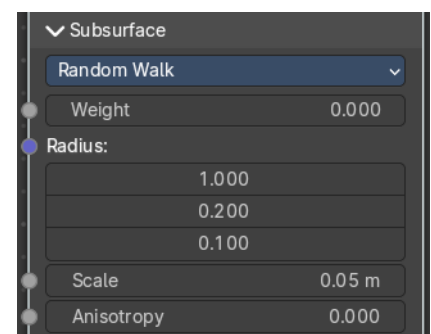 Subsurface
Random Walk
Weight 0.000
Radius:
1.000
0.200
0.100
Scale 0.05 m
Anisotropy 0.000